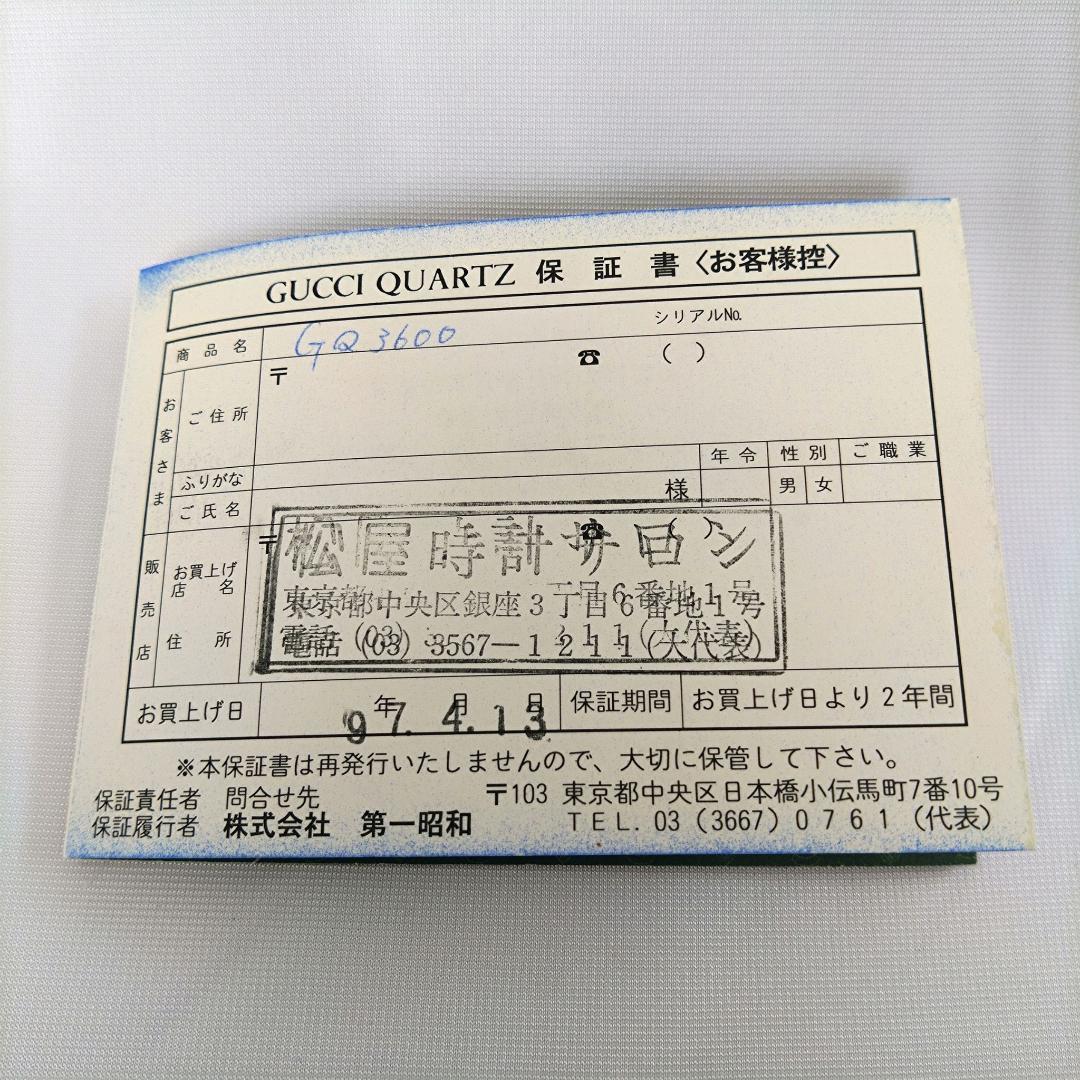 GUCCI QUARTZ 保証書〈お客様控〉
商品名 GQ3600 シリアルNo.
お客さま
ご住所 〒 ☎ ( )
ふりがな
ご氏名 様
年令 性別 ご職業
男 女
販売店
お買上げ店名
住所
〒 ☎ ( )
松屋時計サロン
東京都中央区銀座3丁目6番地1号
電話 (03) 3567-1211(大代表)
お買上げ日 年 月 日 保証期間 お買上げ日より2年間
97. 4.13
※本保証書は再発行いたしませんので、大切に保管して下さい。
保証責任者 問合せ先 〒103 東京都中央区日本橋小伝馬町7番10号
保証履行者 株式会社 第一昭和 TEL.03(3667)0761(代表)